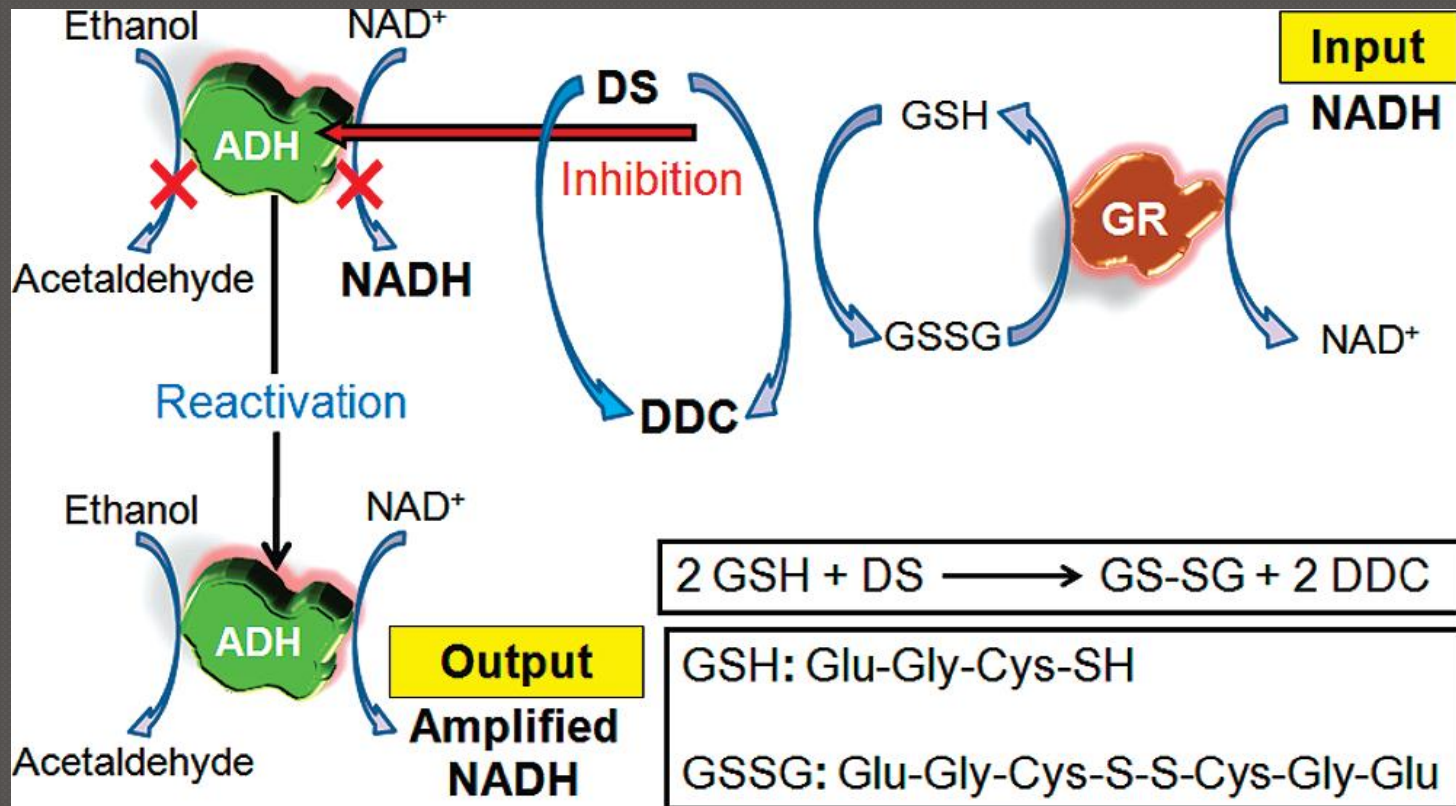 Ethanol
NAD⁺
ADH
Acetaldehyde
NADH
DS
Inhibition
DDC
GSH
GSSG
GR
Input
NADH
NAD⁺
Reactivation
Ethanol
NAD⁺
ADH
Acetaldehyde
Output
Amplified
NADH
2 GSH + DS ⟶ GS-SG + 2 DDC
GSH: Glu-Gly-Cys-SH
GSSG: Glu-Gly-Cys-S-S-Cys-Gly-Glu